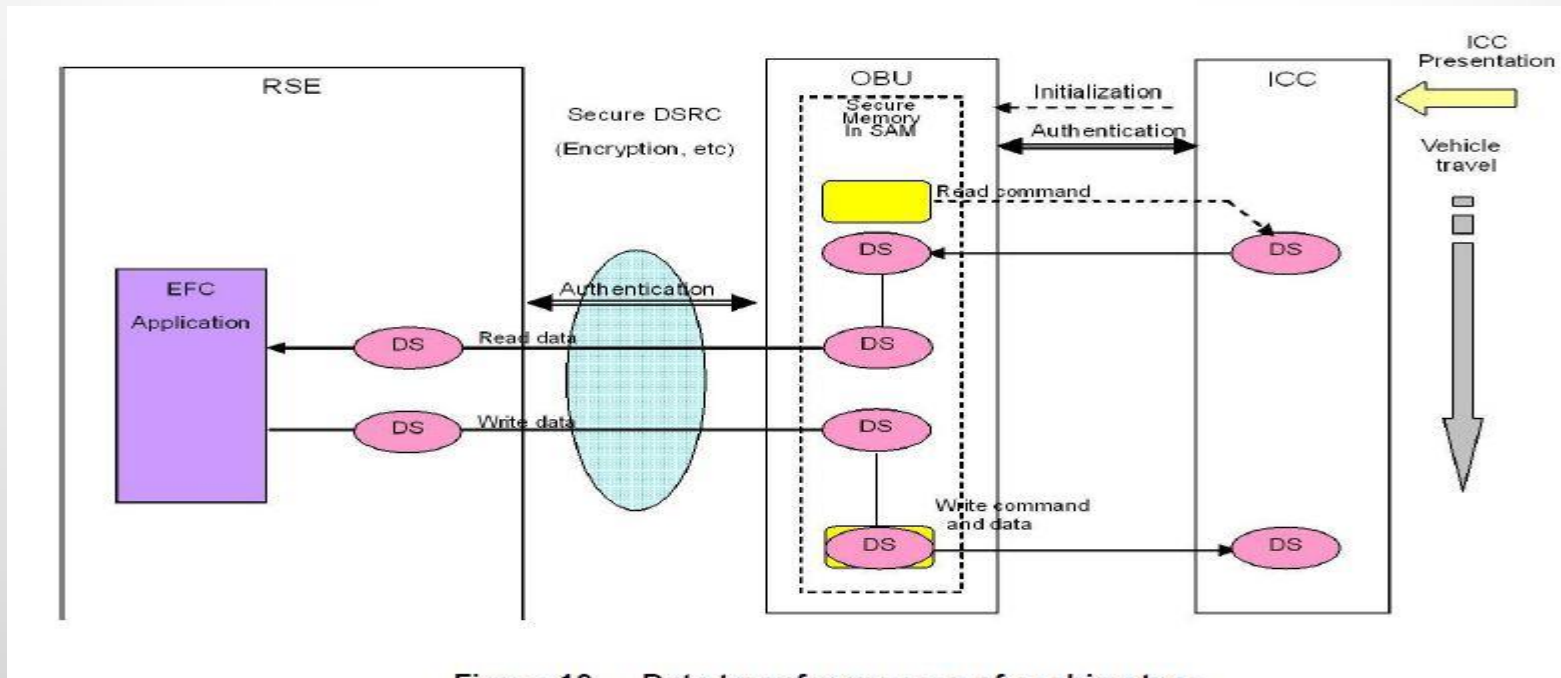 RSE
Secure DSRC
(Encryption, etc)
OBU
Secure
Memory
In SAM
Initialization
Authentication
ICC
ICC
Presentation
Vehicle
travel
Read command
DS
DS
EFC
Application
Authentication
DS
Read data
DS
DS
Write data
DS
Write command
and data
DS
DS